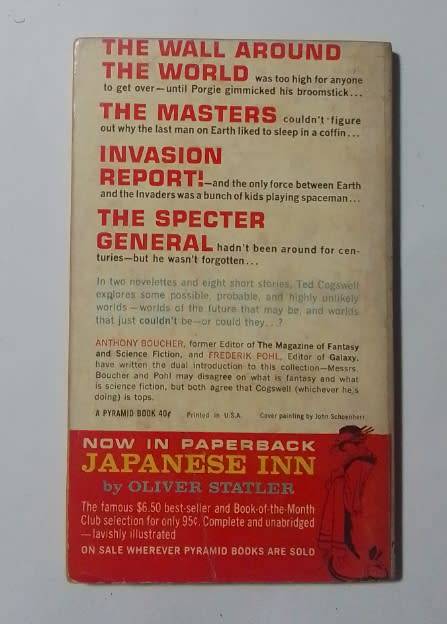 THE WALL AROUND
THE WORLD was too high for anyone
to get over—until Porgie gimmicked his broomstick...
THE MASTERS couldn't figure
out why the last man on Earth liked to sleep in a coffin...
INVASION
REPORT!—and the only force between Earth
and the Invaders was a bunch of kids playing spaceman...
THE SPECTER
GENERAL hadn't been around for cen-
turies—but he wasn't forgotten...
In two novelettes and eight short stories, Ted Cogswell
explores some possible, probable, and highly unlikely
worlds—worlds of the future that may be, and worlds
that just couldn't be—or could they...?
ANTHONY BOUCHER, former Editor of The Magazine of Fantasy
and Science Fiction, and FREDERIK POHL, Editor of Galaxy,
have written the dual introduction to this collection—Messrs.
Boucher and Pohl may disagree on what is fantasy and what
is science fiction, but both agree that Cogswell (whichever he's
doing) is tops.
A PYRAMID BOOK 40¢ Printed in U.S.A. Cover painting by John Schoenherr
NOW IN PAPERBACK
JAPANESE INN
by OLIVER STATLER
The famous $6.50 best-seller and Book-of-the-Month
Club selection for only 95¢. Complete and unabridged
—lavishly illustrated
ON SALE WHEREVER PYRAMID BOOKS ARE SOLD